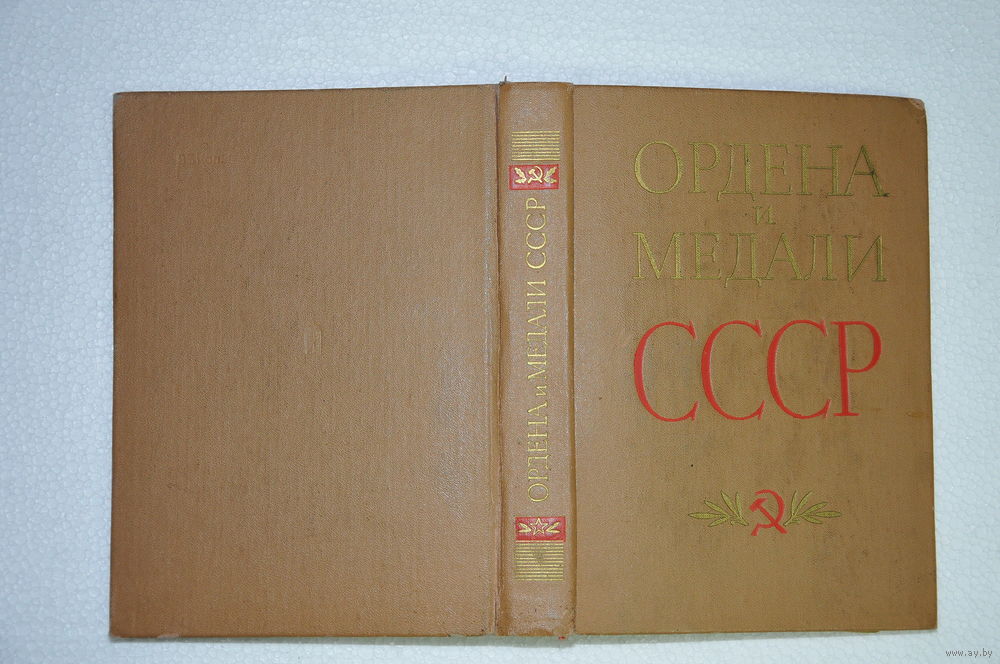 ОРДЕНА и МЕДАЛИ СССР
ОРДЕНА
и
МЕДАЛИ
СССР
www.ay.by